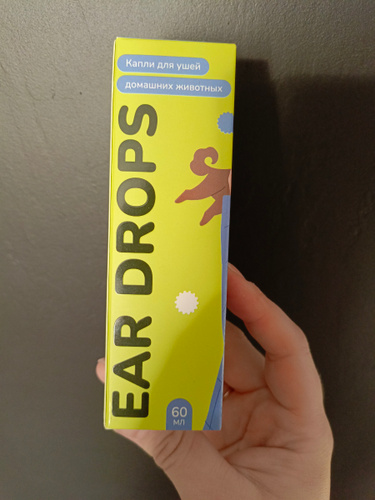 Капли для ушей
домашних животных
EAR DROPS
60
мл